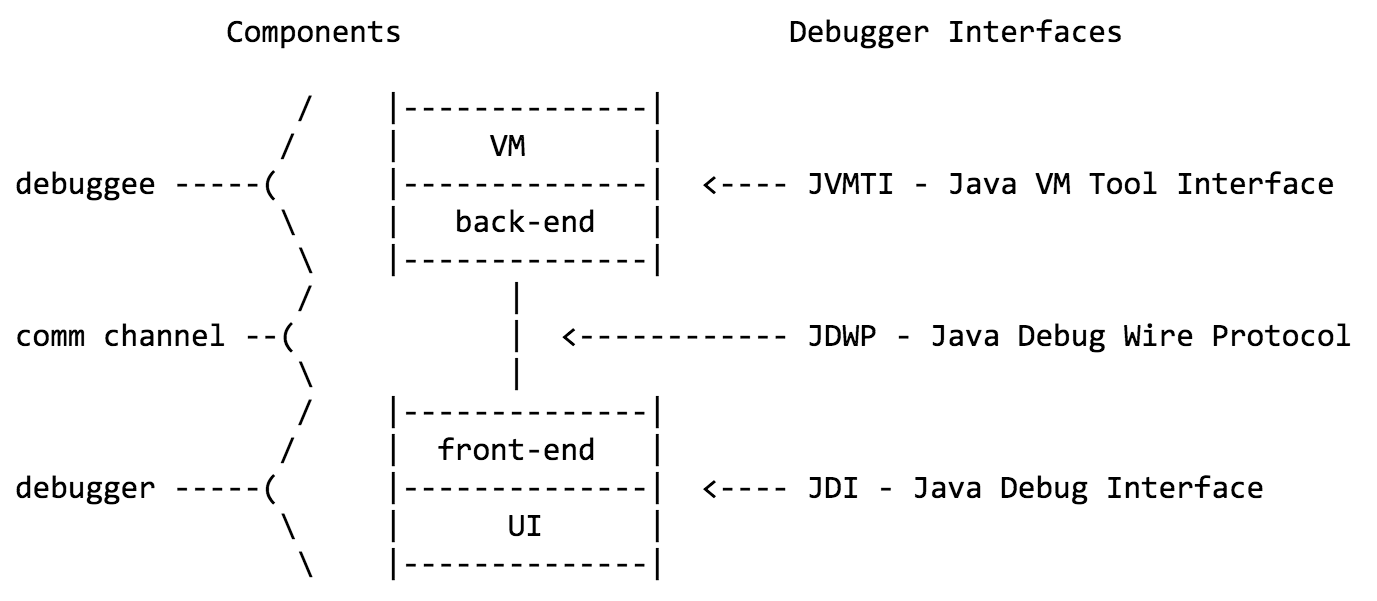 Components                      Debugger Interfaces

                /    |--------------|
               /     |     VM       |
debuggee -----(      |--------------|  <---- JVMTI - Java VM Tool Interface
               \     |   back-end   |
                \    |--------------|
                /           |
comm channel --(            |  <------------ JDWP - Java Debug Wire Protocol
                \           |
                /    |--------------|
               /     |  front-end   |
debugger -----(      |--------------|  <---- JDI - Java Debug Interface
               \     |      UI      |
                \    |--------------|